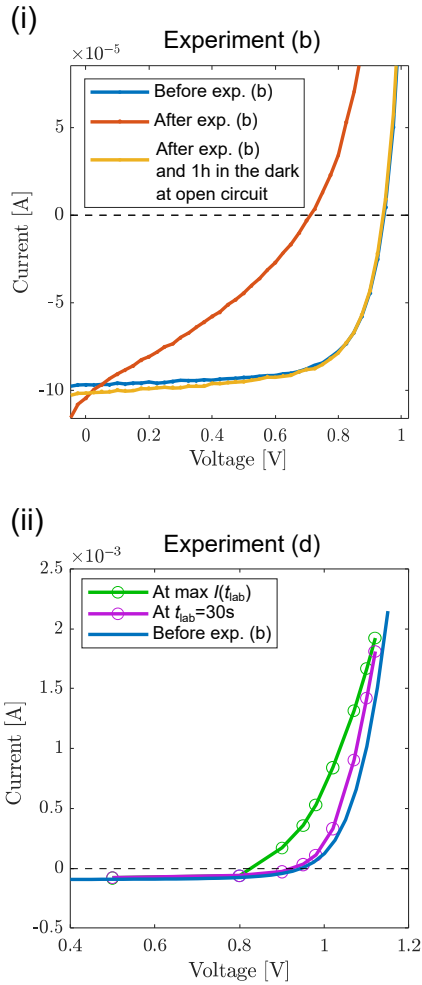 (i)
Experiment (b)
×10⁻⁵
Before exp. (b)
After exp. (b)
After exp. (b)
and 1h in the dark
at open circuit
5
0
-5
-10
Current [A]
0
0.2
0.4
0.6
0.8
1
Voltage [V]
(ii)
Experiment (d)
×10⁻³
At max I(t_lab)
At t_lab=30s
Before exp. (b)
2.5
2
1.5
1
0.5
0
-0.5
Current [A]
0.4
0.6
0.8
1
1.2
Voltage [V]